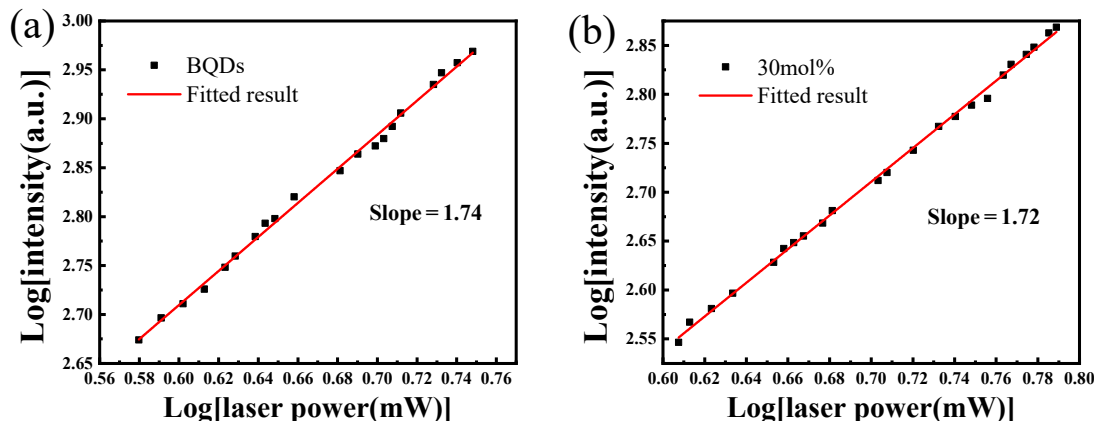 (a)
3.00
2.95
2.90
2.85
2.80
2.75
2.70
2.65
Log[intensity(a.u.)]
BQDs
Fitted result
Slope = 1.74
0.56 0.58 0.60 0.62 0.64 0.66 0.68 0.70 0.72 0.74 0.76
Log[laser power(mW)]
(b)
2.85
2.80
2.75
2.70
2.65
2.60
2.55
Log[intensity(a.u.)]
30mol%
Fitted result
Slope = 1.72
0.60 0.62 0.64 0.66 0.68 0.70 0.72 0.74 0.76 0.78 0.80
Log[laser power(mW)]